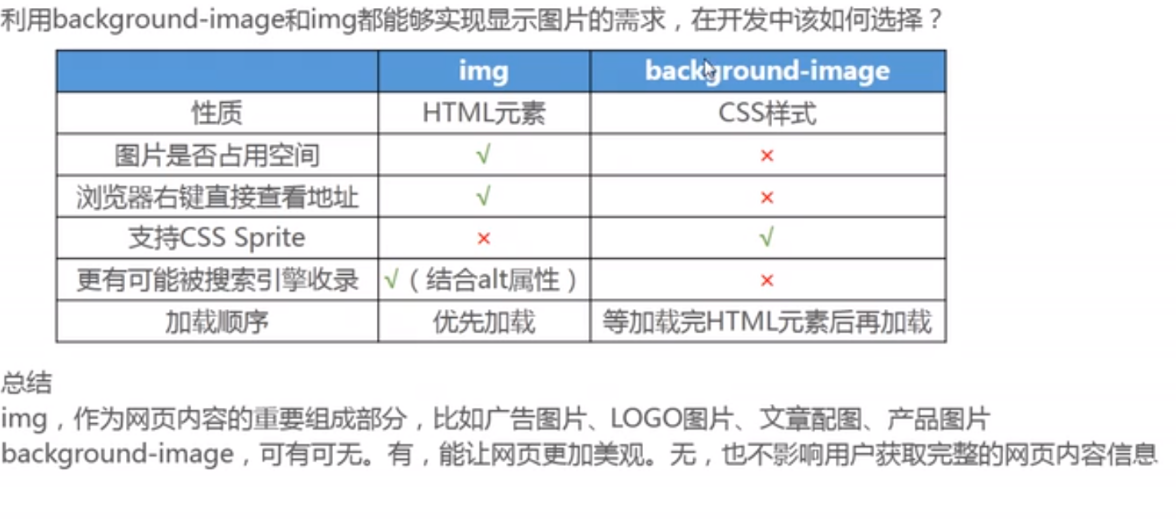 利用background-image和img都能够实现显示图片的需求，在开发中该如何选择？
img background-image
性质 HTML元素 CSS样式
图片是否占用空间 √ ×
浏览器右键直接查看地址 √ ×
支持CSS Sprite × √
更有可能被搜索引擎收录 √（结合alt属性） ×
加载顺序 优先加载 等加载完HTML元素后再加载
总结
img，作为网页内容的重要组成部分，比如广告图片、LOGO图片、文章配图、产品图片
background-image，可有可无。有，能让网页更加美观。无，也不影响用户获取完整的网页内容信息